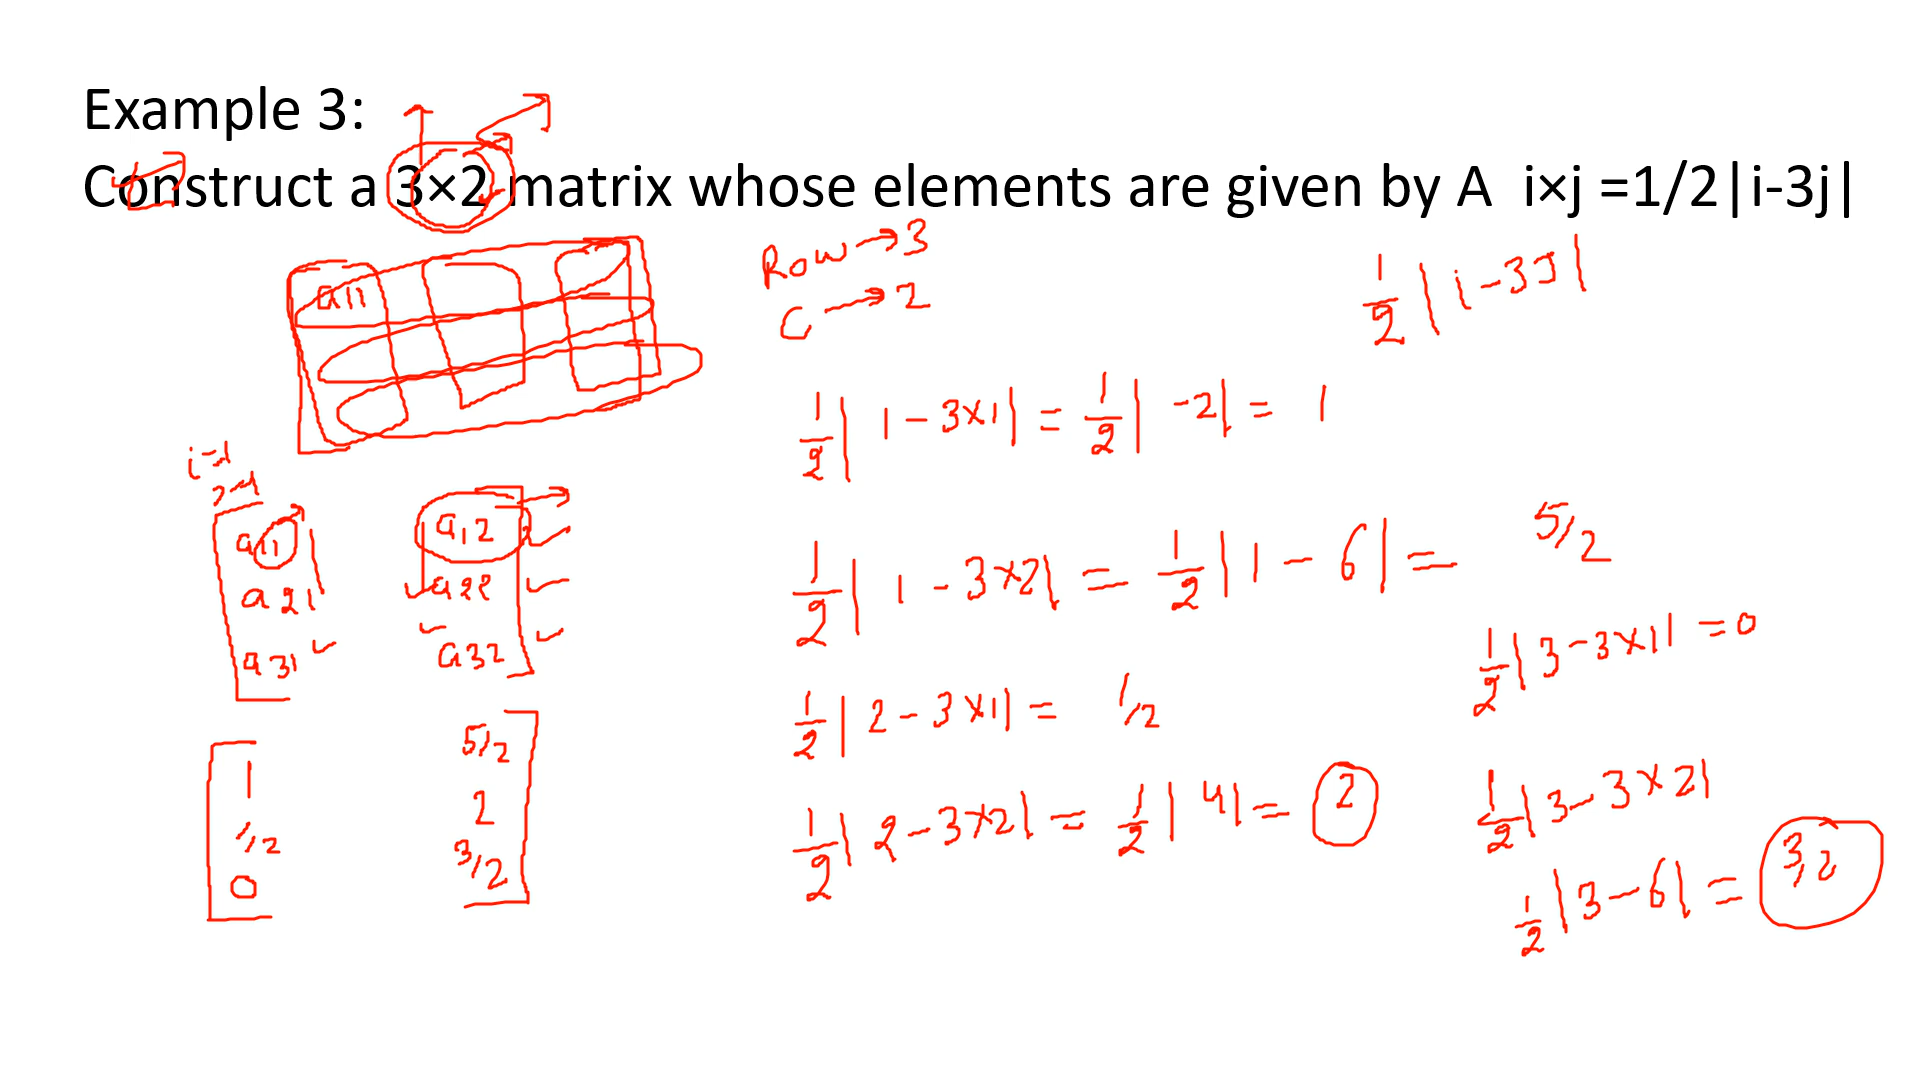 Example 3:
Construct a 3×2 matrix whose elements are given by A i×j =1/2|i-3j|
a11
Row → 3
C → 2
1/2 | i - 3J |
1/2 | 1 - 3×1 | = 1/2 | -2 | = 1
i=1
a11 a12
a21 a22
a31 a32
1/2 | 1 - 3×2 | = 1/2 | 1 - 6 | = 5/2
1/2 | 3 - 3×1 | = 0
1/2 | 2 - 3×1 | = 1/2
1/2 | 2 - 3×2 | = 1/2 | 4 | = 2
1/2 | 3 - 3×2 |
1/2 | 3 - 6 | = 3/2
1 5/2
1/2 2
0 3/2